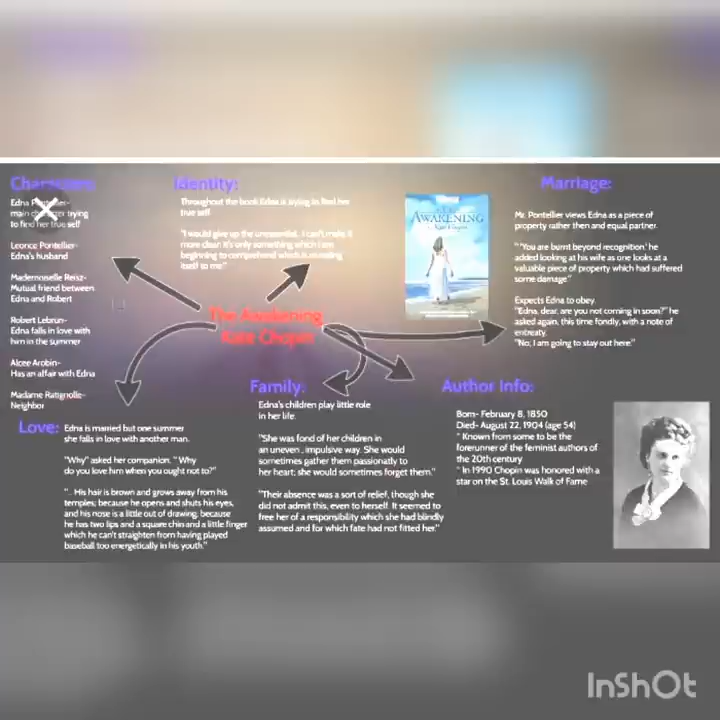 Characters:
Edna Pontellier-
main character trying
to find her true self
Leonce Pontellier-
Edna's husband
Mademoiselle Reisz-
Mutual friend between
Edna and Robert
Robert Lebrun-
Edna falls in love with
him in the summer
Alcee Arobin-
Has an affair with Edna
Madame Ratignolle-
Neighbor
Identity:
Throughout the book Edna is trying to find her
true self
"I would give up the unessential. I can't make it
more clear; it's only something which I am
beginning to comprehend which is revealing
itself to me."
AWAKENING
Kate Chopin
Marriage:
Mr. Pontellier views Edna as a piece of
property rather then and equal partner.
"'You are burnt beyond recognition,' he
added looking at his wife as one looks at a
valuable piece of property which had suffered
some damage."
Expects Edna to obey.
"Edna, dear, are you not coming in soon?" he
asked again, this time fondly, with a note of
entreaty.
"No; I am going to stay out here."
The Awakening
Kate Chopin
Love:
Edna is married but one summer
she falls in love with another man.
"Why" asked her companion. " Why
do you love him when you ought not to?"
".. His hair is brown and grows away from his
temples; because he opens and shuts his eyes,
and his nose is a little out of drawing; because
he has two lips and a square chin and a little finger
which he can't straighten from having played
baseball too energetically in his youth."
Family:
Edna's children play little role
in her life.
"She was fond of her children in
an uneven , impulsive way. She would
sometimes gather them passionately to
her heart; she would sometimes forget them."
"Their absence was a sort of relief, though she
did not admit this, even to herself. It seemed to
free her of a responsibility which she had blindly
assumed and for which fate had not fitted her."
Author Info:
Born- February 8, 1850
Died- August 22, 1904 (age 54)
* Known from some to be the
forerunner of the feminist authors of
the 20th century
* In 1990 Chopin was honored with a
star on the St. Louis Walk of Fame
InShOt